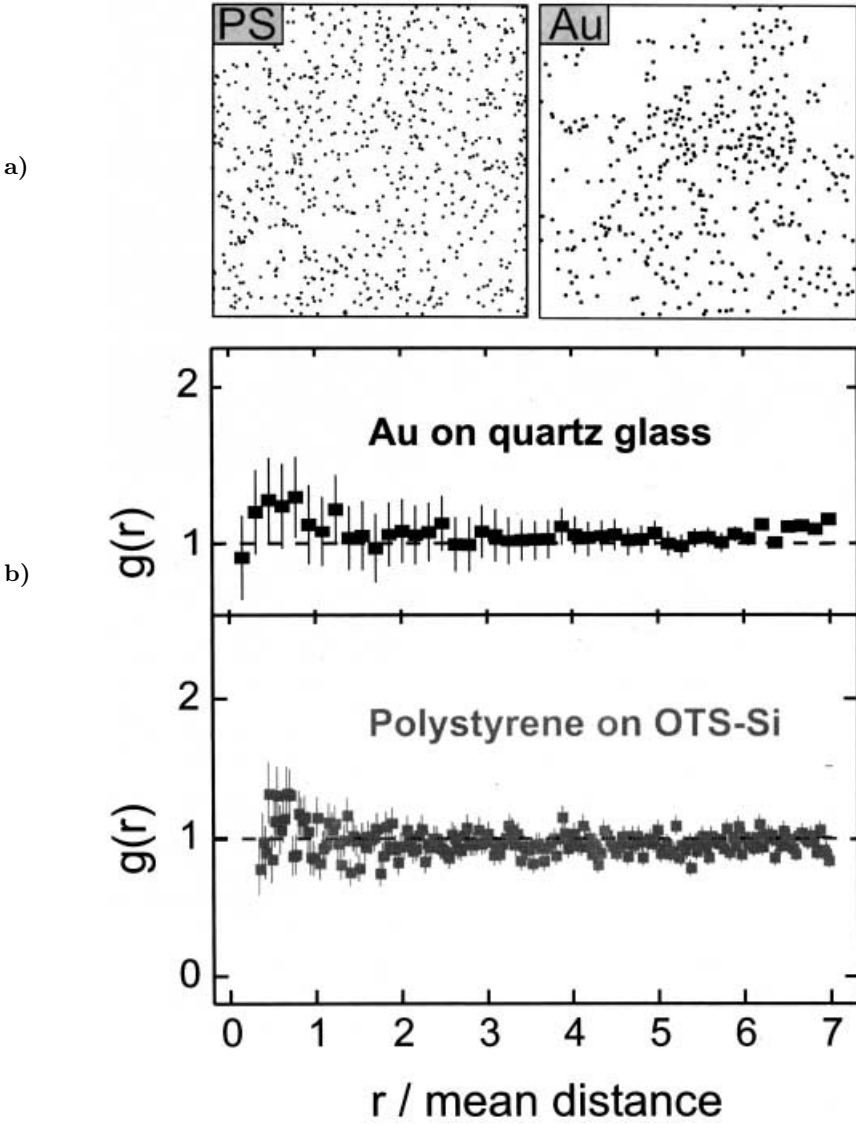 PS Au
a)
2
Au on quartz glass
1
g(r)
b)
2
Polystyrene on OTS-Si
1
g(r)
0
0 1 2 3 4 5 6 7
r / mean distance